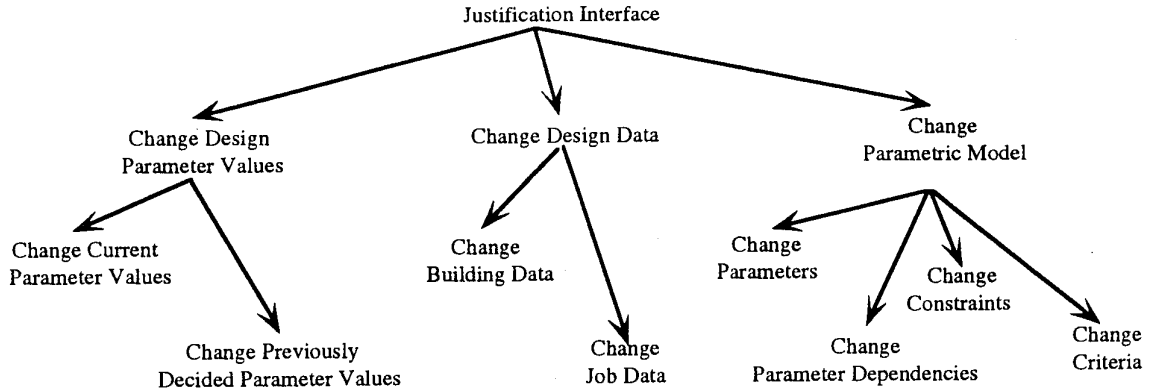 Justification Interface
Change Design
Parameter Values
Change Design Data
Change
Parametric Model
Change Current
Parameter Values
Change Previously
Decided Parameter Values
Change
Building Data
Change
Job Data
Change
Parameters
Change
Parameter Dependencies
Change
Constraints
Change
Criteria